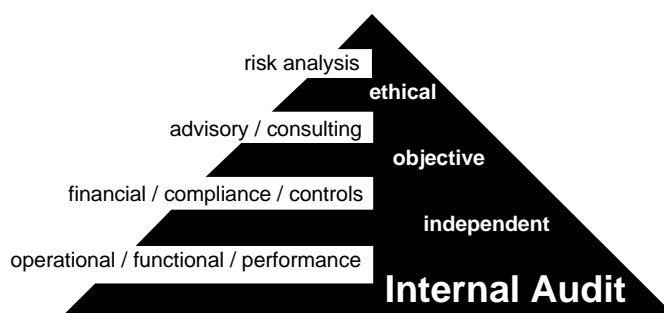 risk analysis
ethical
advisory / consulting
objective
financial / compliance / controls
independent
operational / functional / performance
Internal Audit